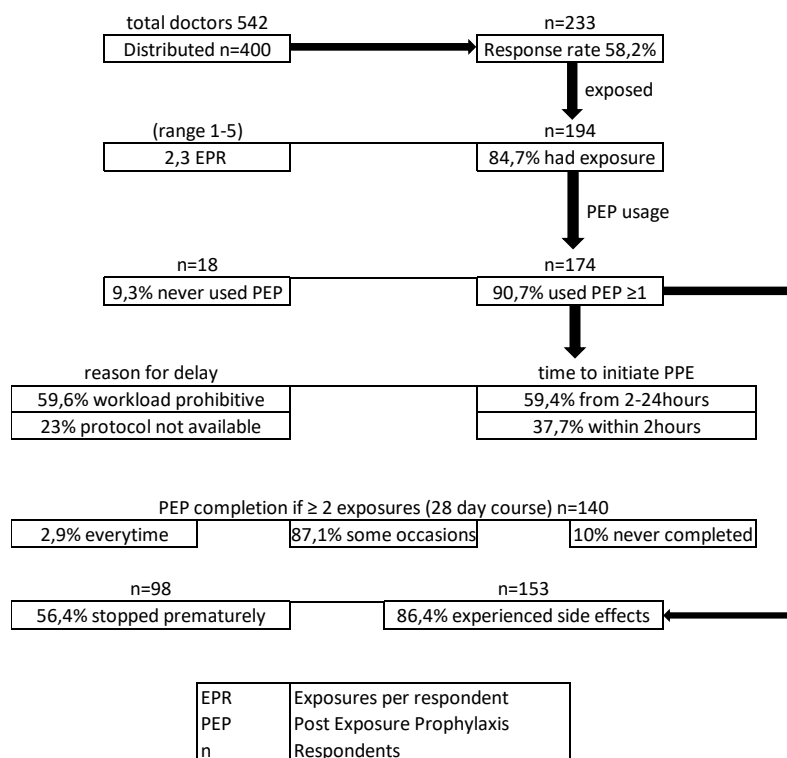 total doctors 542 n=233
Distributed n=400 Response rate 58,2%
exposed
(range 1-5) n=194
2,3 EPR 84,7% had exposure
PEP usage
n=18 n=174
9,3% never used PEP 90,7% used PEP ≥1
reason for delay time to initiate PPE
59,6% workload prohibitive 59,4% from 2-24hours
23% protocol not available 37,7% within 2hours
PEP completion if ≥ 2 exposures (28 day course) n=140
2,9% everytime 87,1% some occasions 10% never completed
n=98 n=153
56,4% stopped prematurely 86,4% experienced side effects
EPR Exposures per respondent
PEP Post Exposure Prophylaxis
n Respondents